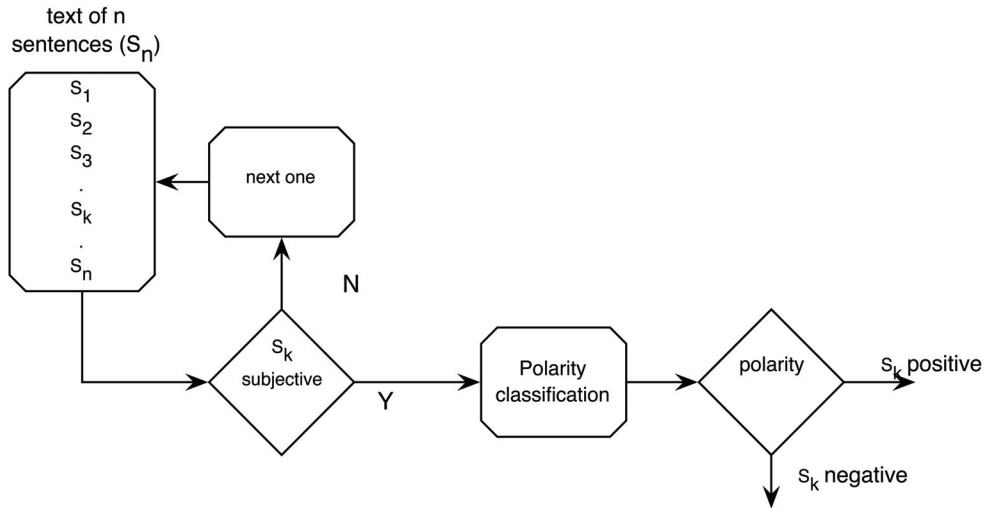 text of n
sentences (Sn)
S1
S2
S3
.
Sk
.
Sn
next one
N
Sk
subjective
Y
Polarity
classification
polarity
Sk positive
Sk negative